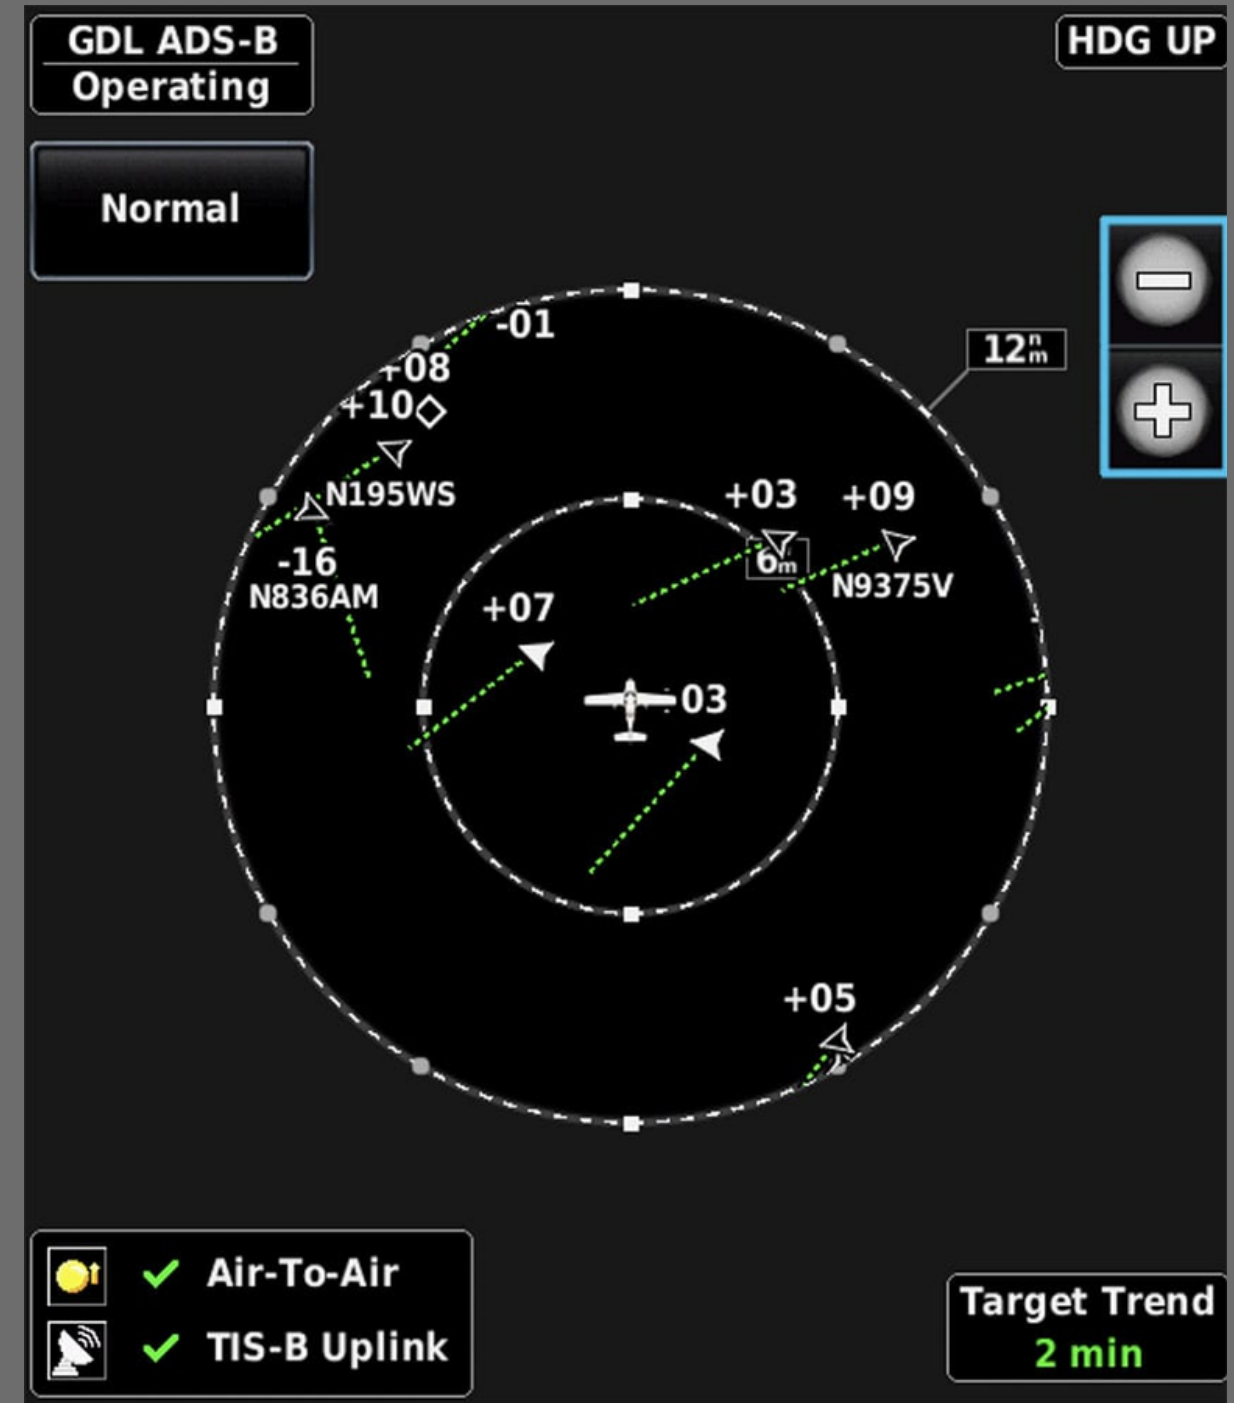 GDL ADS-B
Operating
HDG UP
Normal
-01
12nm
+08
+10
N195WS
+03
+09
-16
6m
N836AM
N9375V
+07
03
+05
Air-To-Air
TIS-B Uplink
Target Trend
2 min